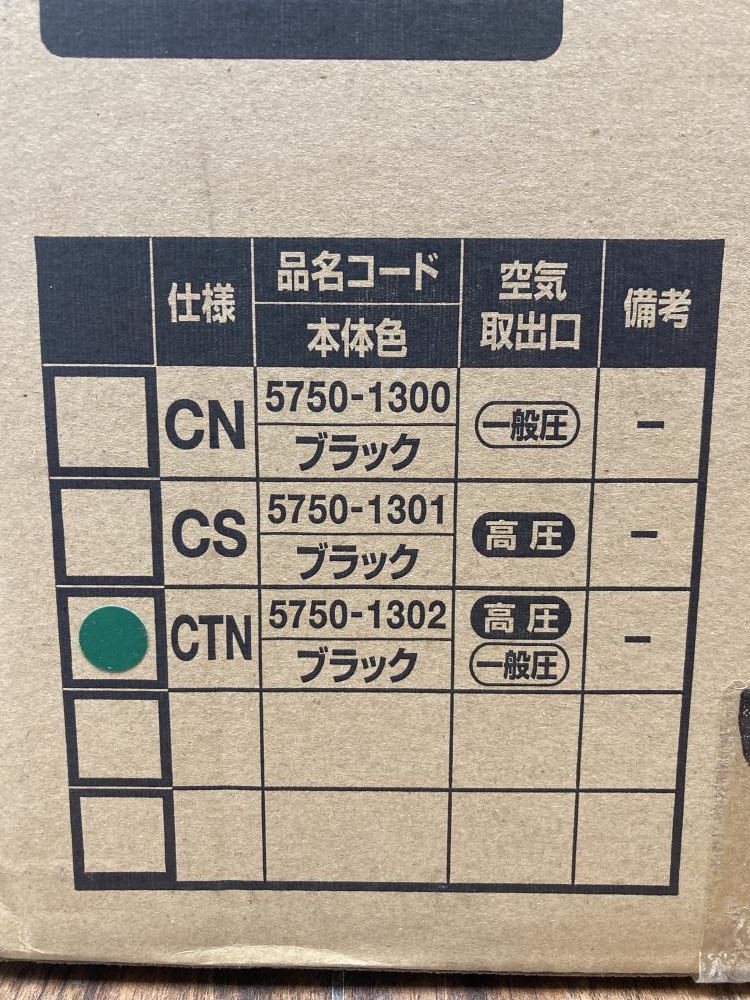 仕様
品名コード
本体色
空気
取出口
備考
CN
5750-1300
ブラック
一般圧
-
CS
5750-1301
ブラック
高圧
-
CTN
5750-1302
ブラック
高圧
一般圧
-